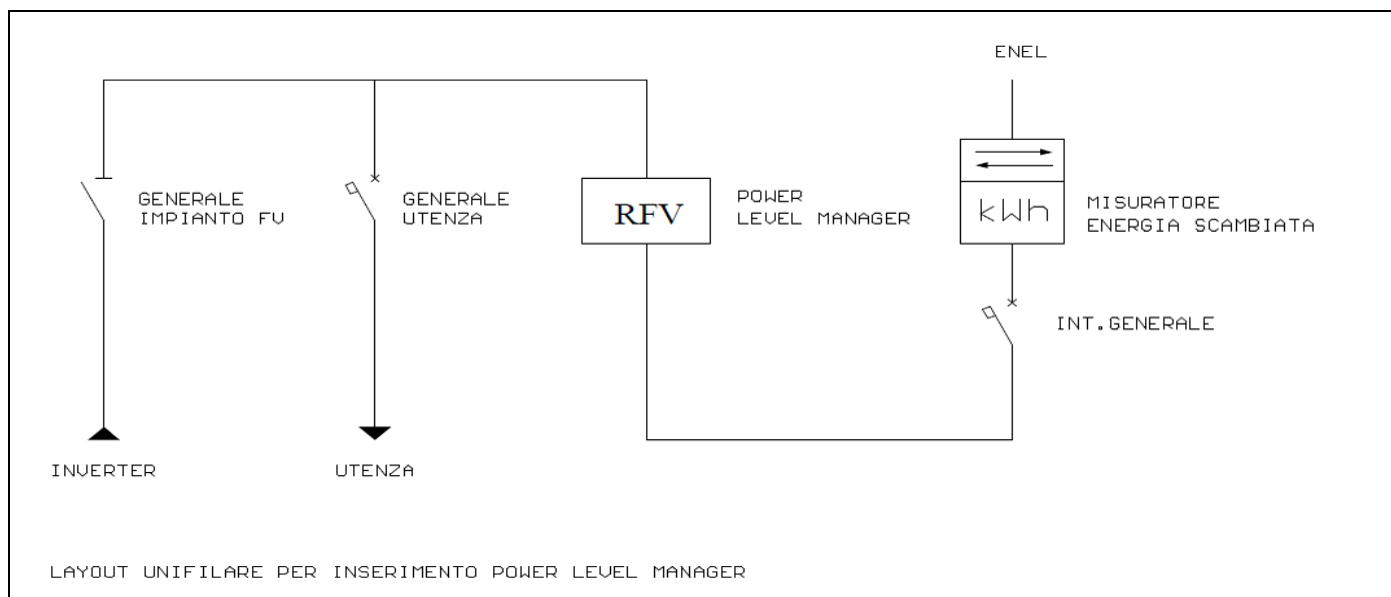 ENEL
GENERALE
IMPIANTO FV
GENERALE
UTENZA
RFV
POWER
LEVEL MANAGER
kWh
MISURATORE
ENERGIA SCAMBIATA
INT.GENERALE
INVERTER
UTENZA
LAYOUT UNIFILARE PER INSERIMENTO POWER LEVEL MANAGER